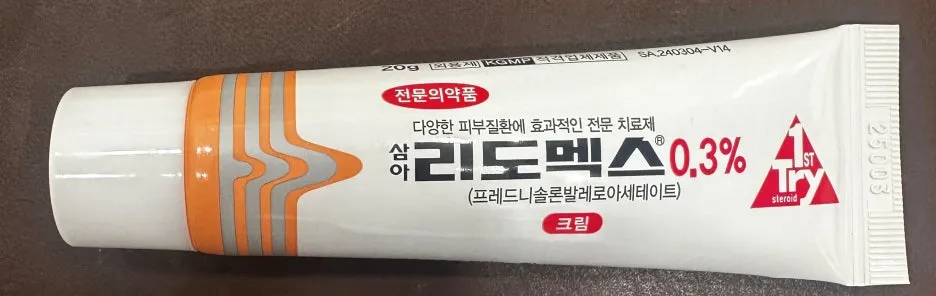 20g 외용제 KGMP 적격업체제품 SA.240304-V14
전문의약품
다양한 피부질환에 효과적인 전문 치료제
삼아 리도멕스® 0.3%
(프레드니솔론발레로아세테이트)
크림
1ST
Try
steroid
25003